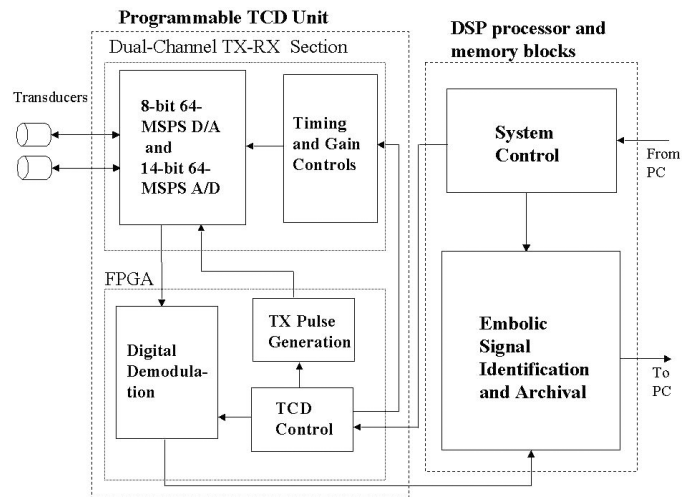 Programmable TCD Unit
Dual-Channel TX-RX Section
DSP processor and
memory blocks
Transducers
8-bit 64-
MSPS D/A
and
14-bit 64-
MSPS A/D
Timing
and Gain
Controls
System
Control
From
PC
FPGA
TX Pulse
Generation
Digital
Demodula-
tion
TCD
Control
Embolic
Signal
Identification
and Archival
To
PC